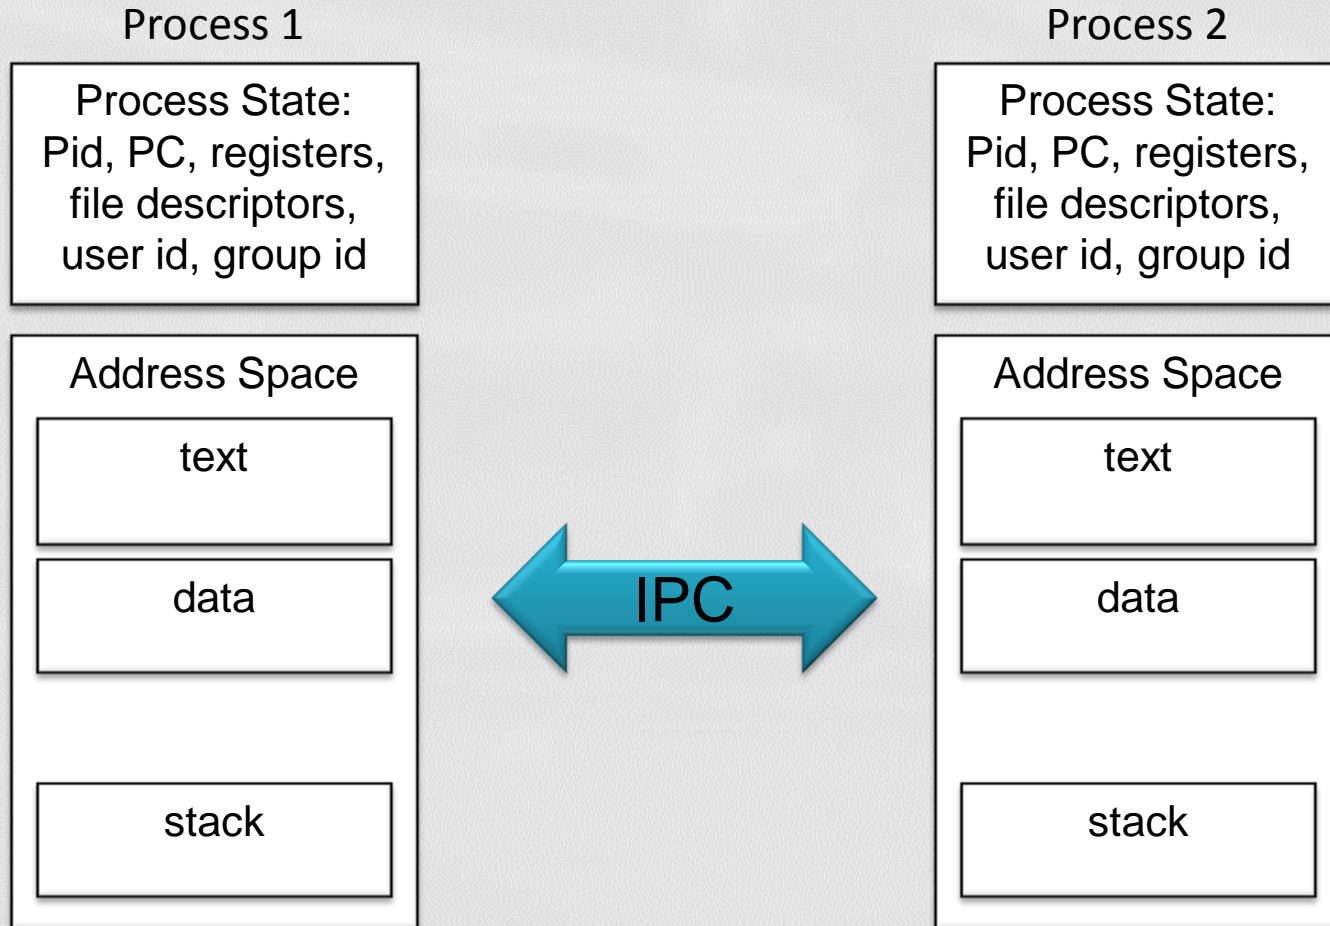 Process 1
Process State:
Pid, PC, registers,
file descriptors,
user id, group id
Address Space
text
data
stack
IPC
Process 2
Process State:
Pid, PC, registers,
file descriptors,
user id, group id
Address Space
text
data
stack